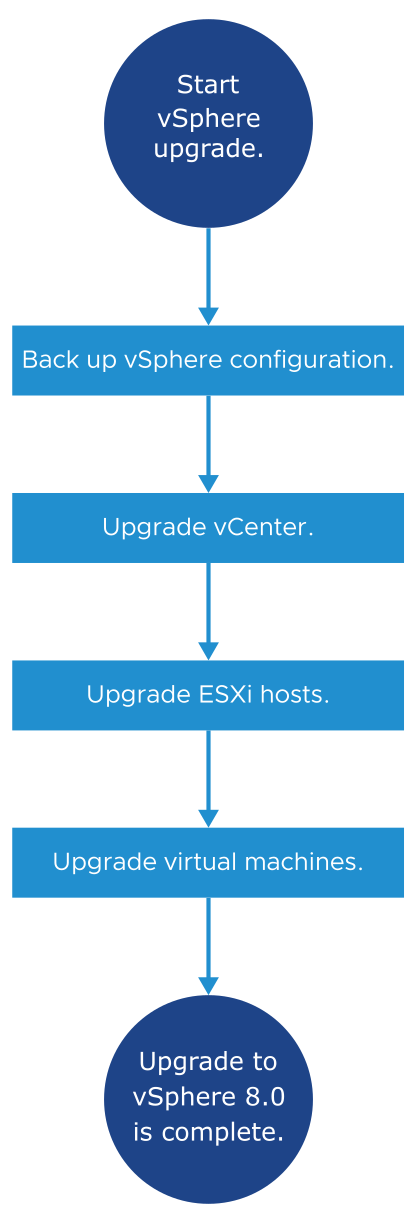 Start
vSphere
upgrade.
Back up vSphere configuration.
Upgrade vCenter.
Upgrade ESXi hosts.
Upgrade virtual machines.
Upgrade to
vSphere 8.0
is complete.